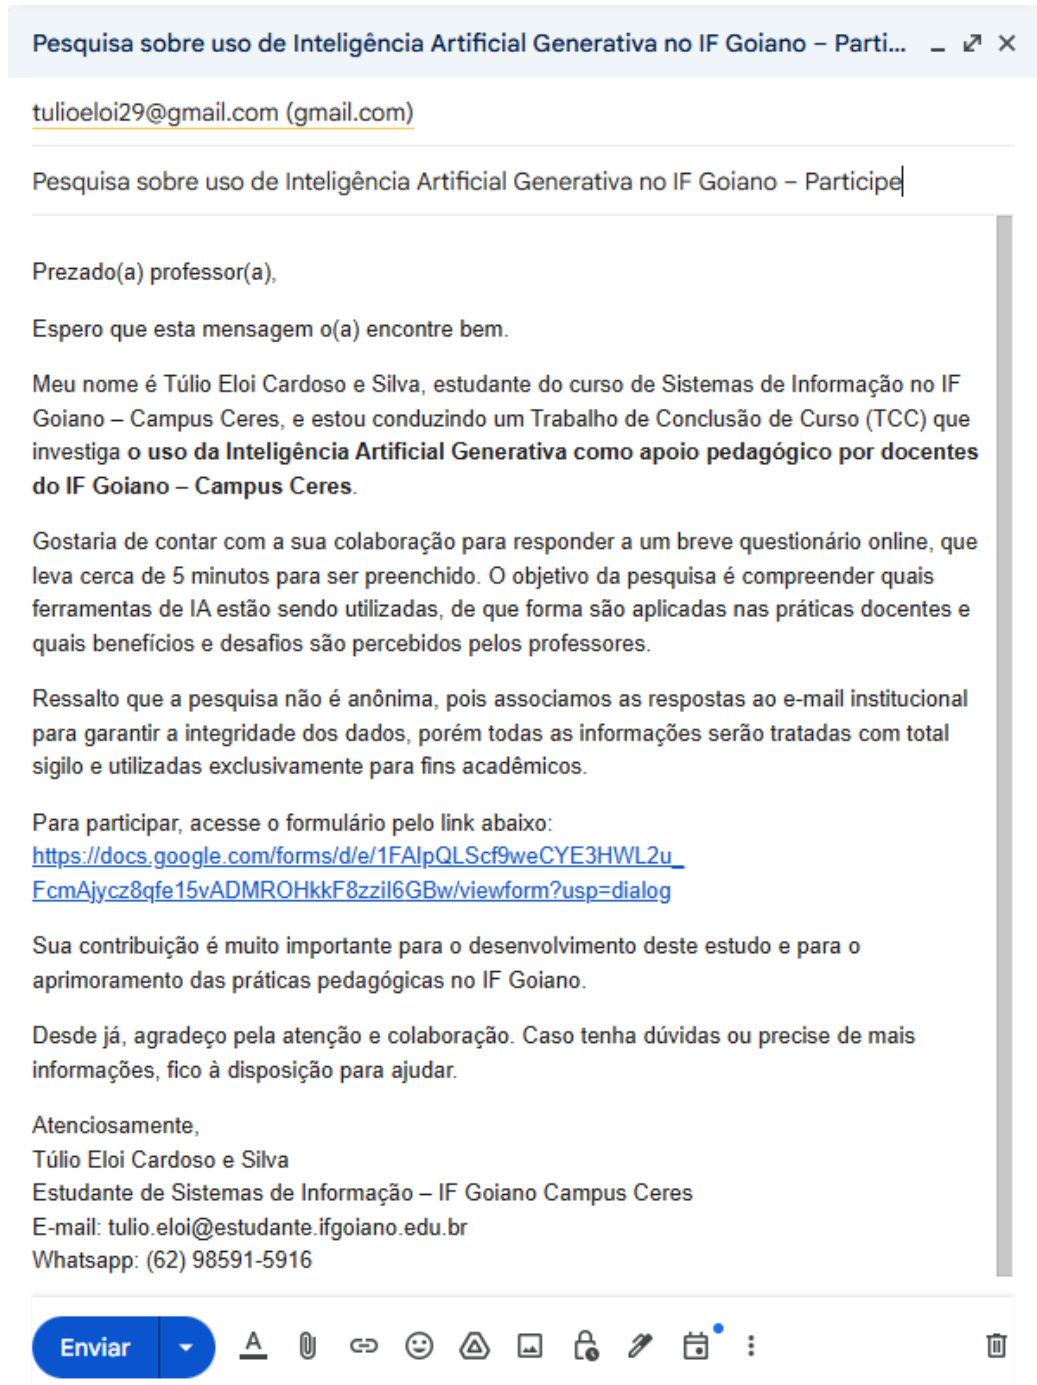 Pesquisa sobre uso de Inteligência Artificial Generativa no IF Goiano – Parti...
tulioeloi29@gmail.com (gmail.com)
Pesquisa sobre uso de Inteligência Artificial Generativa no IF Goiano – Participe
Prezado(a) professor(a),
Espero que esta mensagem o(a) encontre bem.
Meu nome é Túlio Eloi Cardoso e Silva, estudante do curso de Sistemas de Informação no IF
Goiano – Campus Ceres, e estou conduzindo um Trabalho de Conclusão de Curso (TCC) que
investiga o uso da Inteligência Artificial Generativa como apoio pedagógico por docentes
do IF Goiano – Campus Ceres.
Gostaria de contar com a sua colaboração para responder a um breve questionário online, que
leva cerca de 5 minutos para ser preenchido. O objetivo da pesquisa é compreender quais
ferramentas de IA estão sendo utilizadas, de que forma são aplicadas nas práticas docentes e
quais benefícios e desafios são percebidos pelos professores.
Ressalto que a pesquisa não é anônima, pois associamos as respostas ao e-mail institucional
para garantir a integridade dos dados, porém todas as informações serão tratadas com total
sigilo e utilizadas exclusivamente para fins acadêmicos.
Para participar, acesse o formulário pelo link abaixo:
https://docs.google.com/forms/d/e/1FAIpQLScf9weCYE3HWL2u_
FcmAjycz8qfe15vADMROHkkF8zziI6GBw/viewform?usp=dialog
Sua contribuição é muito importante para o desenvolvimento deste estudo e para o
aprimoramento das práticas pedagógicas no IF Goiano.
Desde já, agradeço pela atenção e colaboração. Caso tenha dúvidas ou precise de mais
informações, fico à disposição para ajudar.
Atenciosamente,
Túlio Eloi Cardoso e Silva
Estudante de Sistemas de Informação – IF Goiano Campus Ceres
E-mail: tulio.eloi@estudante.ifgoiano.edu.br
Whatsapp: (62) 98591-5916
Enviar